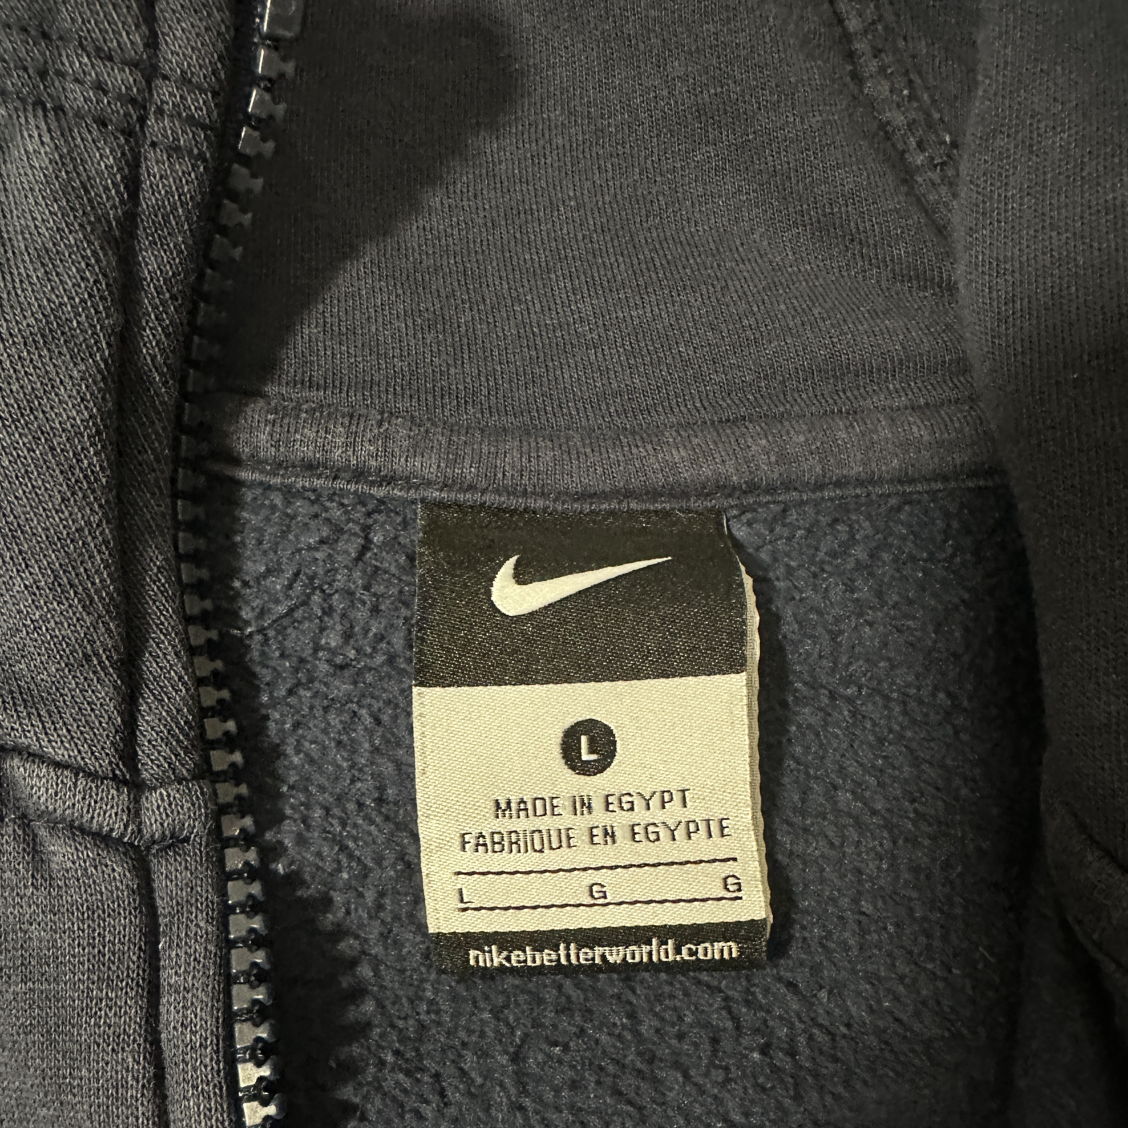 L
MADE IN EGYPT
FABRIQUE EN EGYPTE
L G G
nikebetterworld.com